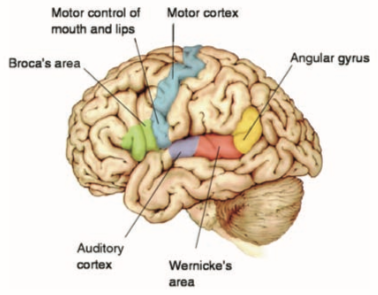 Motor control of
mouth and lips
Motor cortex
Broca's area
Angular gyrus
Auditory
cortex
Wernicke's
area